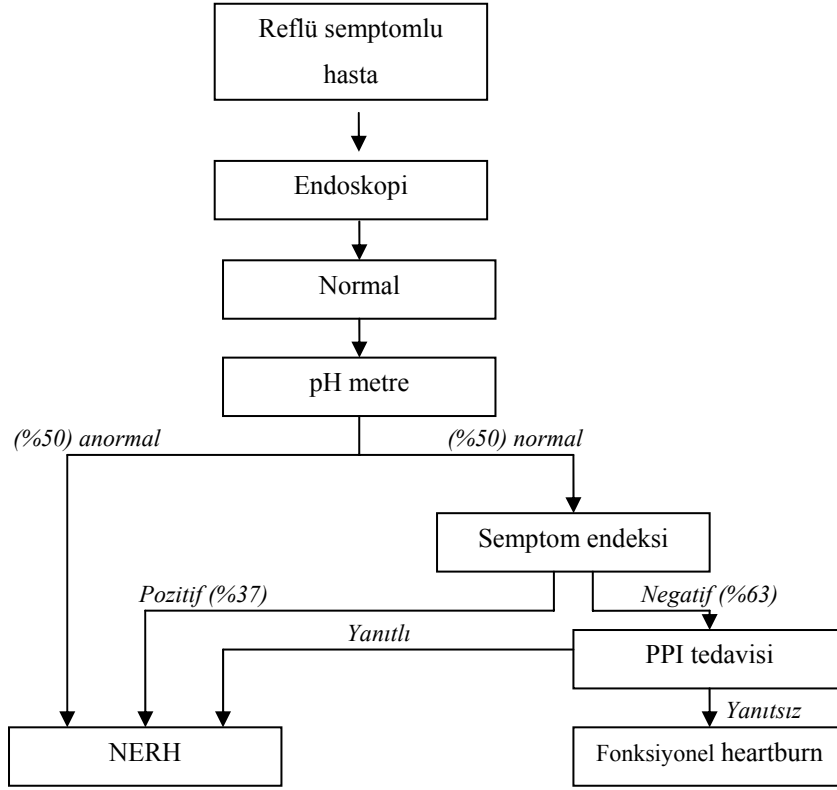 Reflü semptomlu
hasta
Endoskopi
Normal
pH metre
(%50) anormal
(%50) normal
Semptom endeksi
Pozitif (%37)
Negatif (%63)
Yanıtlı
PPI tedavisi
Yanıtsız
NERH
Fonksiyonel heartburn